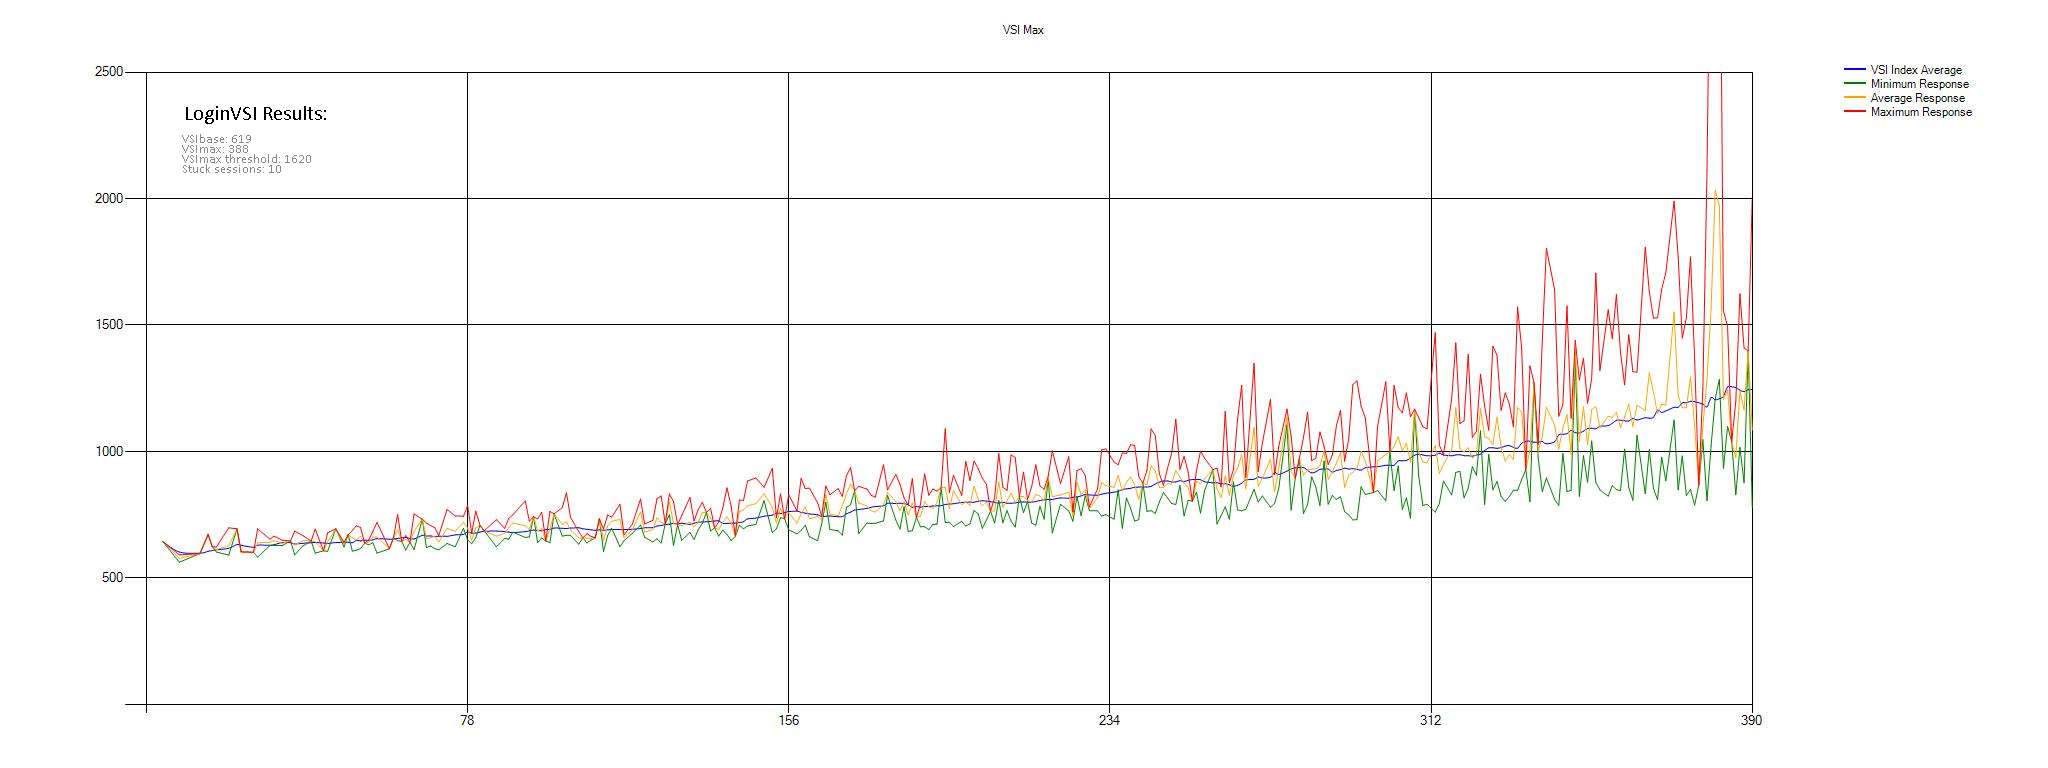 VSI Max
2500
2000
1500
1000
500
LoginVSI Results:
VSIbase: 619
VSImax: 388
VSImax threshold: 1620
Stuck sessions: 10
VSI Index Average
Minimum Response
Average Response
Maximum Response
78
156
234
312
390